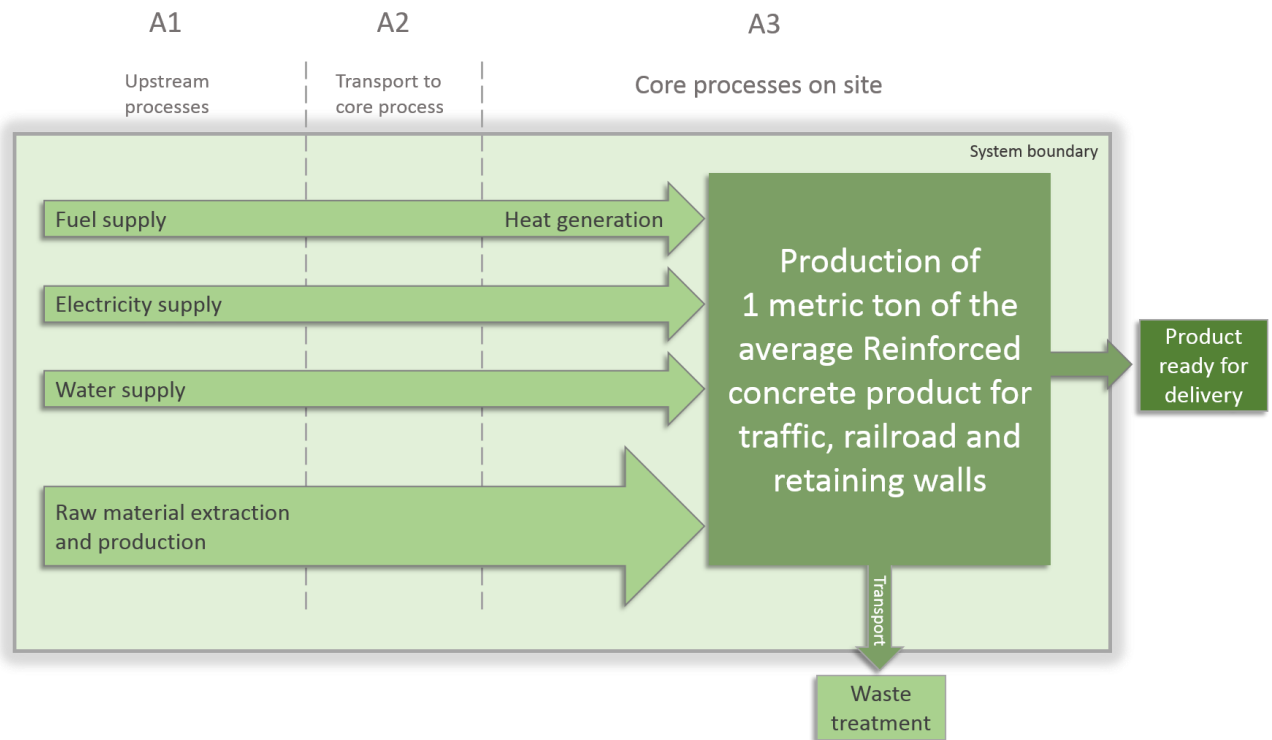 A1
A2
A3
Upstream
processes
Transport to
core process
Core processes on site
System boundary
Fuel supply
Heat generation
Electricity supply
Water supply
Raw material extraction
and production
Production of
1 metric ton of the
average Reinforced
concrete product for
traffic, railroad and
retaining walls
Product
ready for
delivery
Transport
Waste
treatment